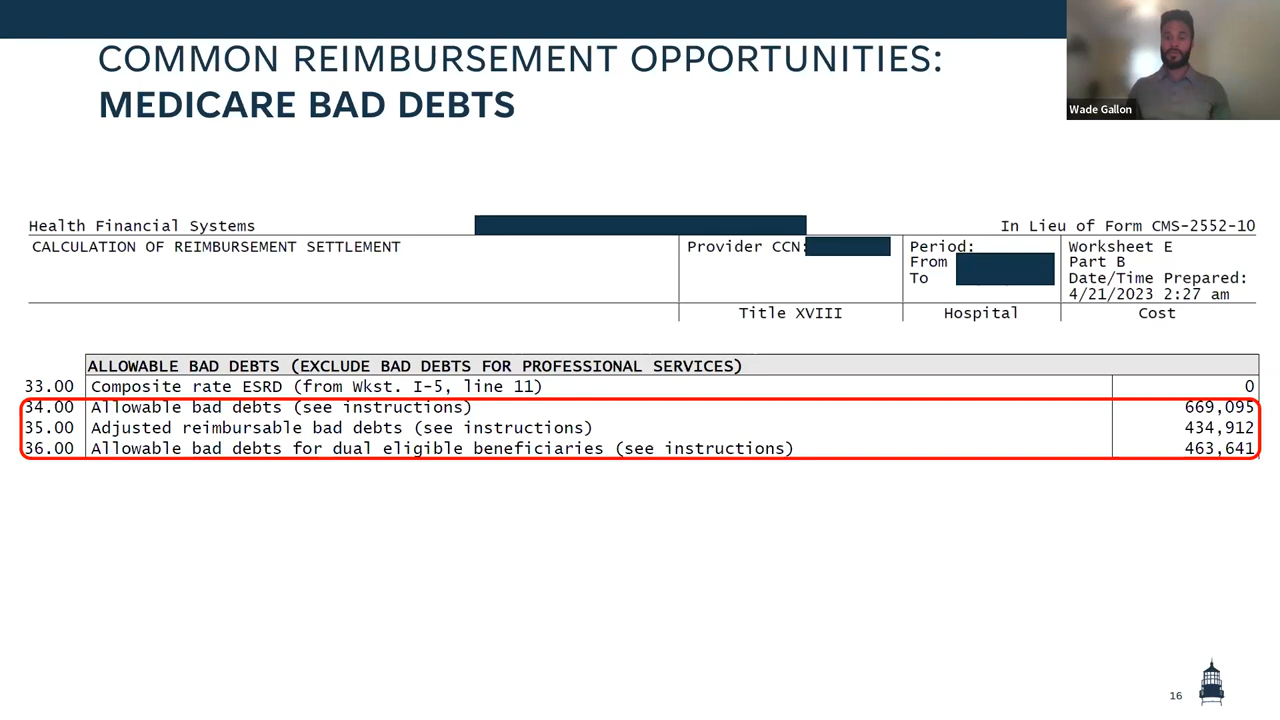 COMMON REIMBURSEMENT OPPORTUNITIES:
MEDICARE BAD DEBTS
Wade Gallon
Health Financial Systems
In Lieu of Form CMS-2552-10
CALCULATION OF REIMBURSEMENT SETTLEMENT
Provider CCN:
Period:
From
To
Worksheet E
Part B
Date/Time Prepared:
4/21/2023 2:27 am
Title XVIII
Hospital
Cost
ALLOWABLE BAD DEBTS (EXCLUDE BAD DEBTS FOR PROFESSIONAL SERVICES)
33.00 Composite rate ESRD (from Wkst. I-5, line 11) 0
34.00 Allowable bad debts (see instructions) 669,095
35.00 Adjusted reimbursable bad debts (see instructions) 434,912
36.00 Allowable bad debts for dual eligible beneficiaries (see instructions) 463,641
16